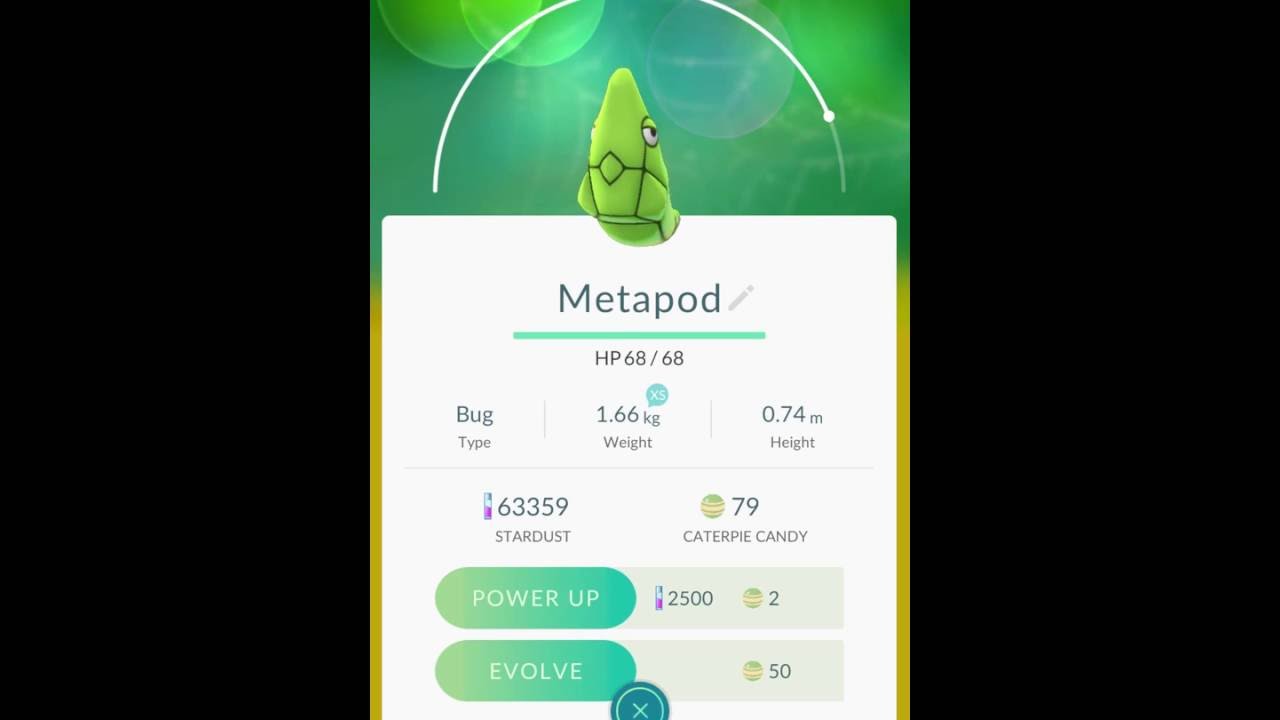 Metapod
HP 68 / 68
XS
Bug 1.66 kg 0.74 m
Type Weight Height
63359 79
STARDUST CATERPIE CANDY
POWER UP 2500 2
EVOLVE 50